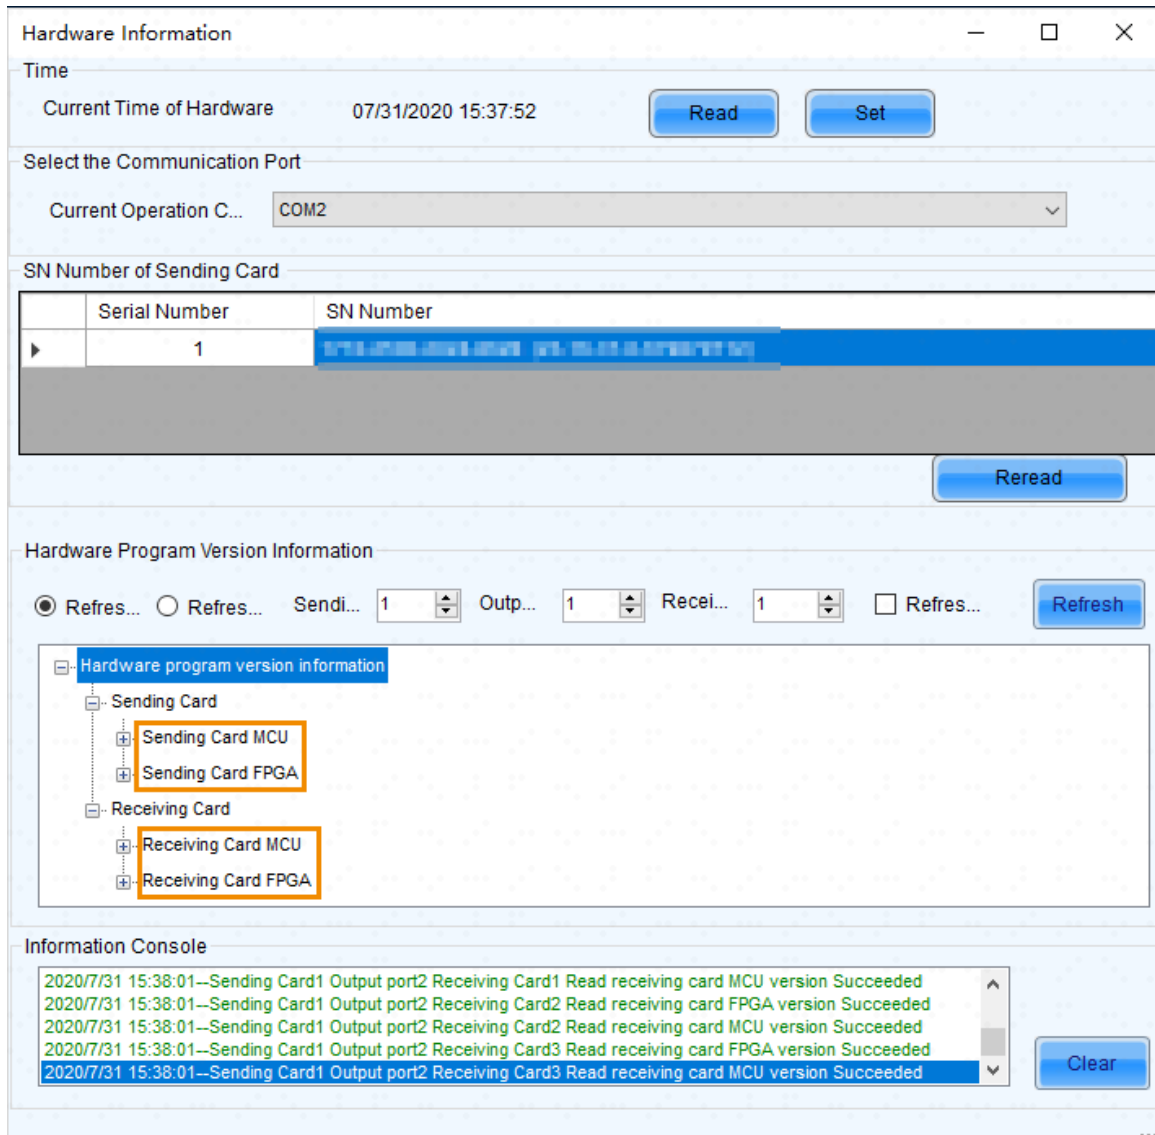 Hardware Information
Time
Current Time of Hardware 07/31/2020 15:37:52 Read Set
Select the Communication Port
Current Operation C... COM2
SN Number of Sending Card
Serial Number SN Number
1
Reread
Hardware Program Version Information
Refres... Refres... Sendi... 1 Outp... 1 Recei... 1 Refres... Refresh
Hardware program version information
Sending Card
Sending Card MCU
Sending Card FPGA
Receiving Card
Receiving Card MCU
Receiving Card FPGA
Information Console
2020/7/31 15:38:01--Sending Card1 Output port2 Receiving Card1 Read receiving card MCU version Succeeded
2020/7/31 15:38:01--Sending Card1 Output port2 Receiving Card2 Read receiving card FPGA version Succeeded
2020/7/31 15:38:01--Sending Card1 Output port2 Receiving Card2 Read receiving card MCU version Succeeded
2020/7/31 15:38:01--Sending Card1 Output port2 Receiving Card3 Read receiving card FPGA version Succeeded
2020/7/31 15:38:01--Sending Card1 Output port2 Receiving Card3 Read receiving card MCU version Succeeded
Clear